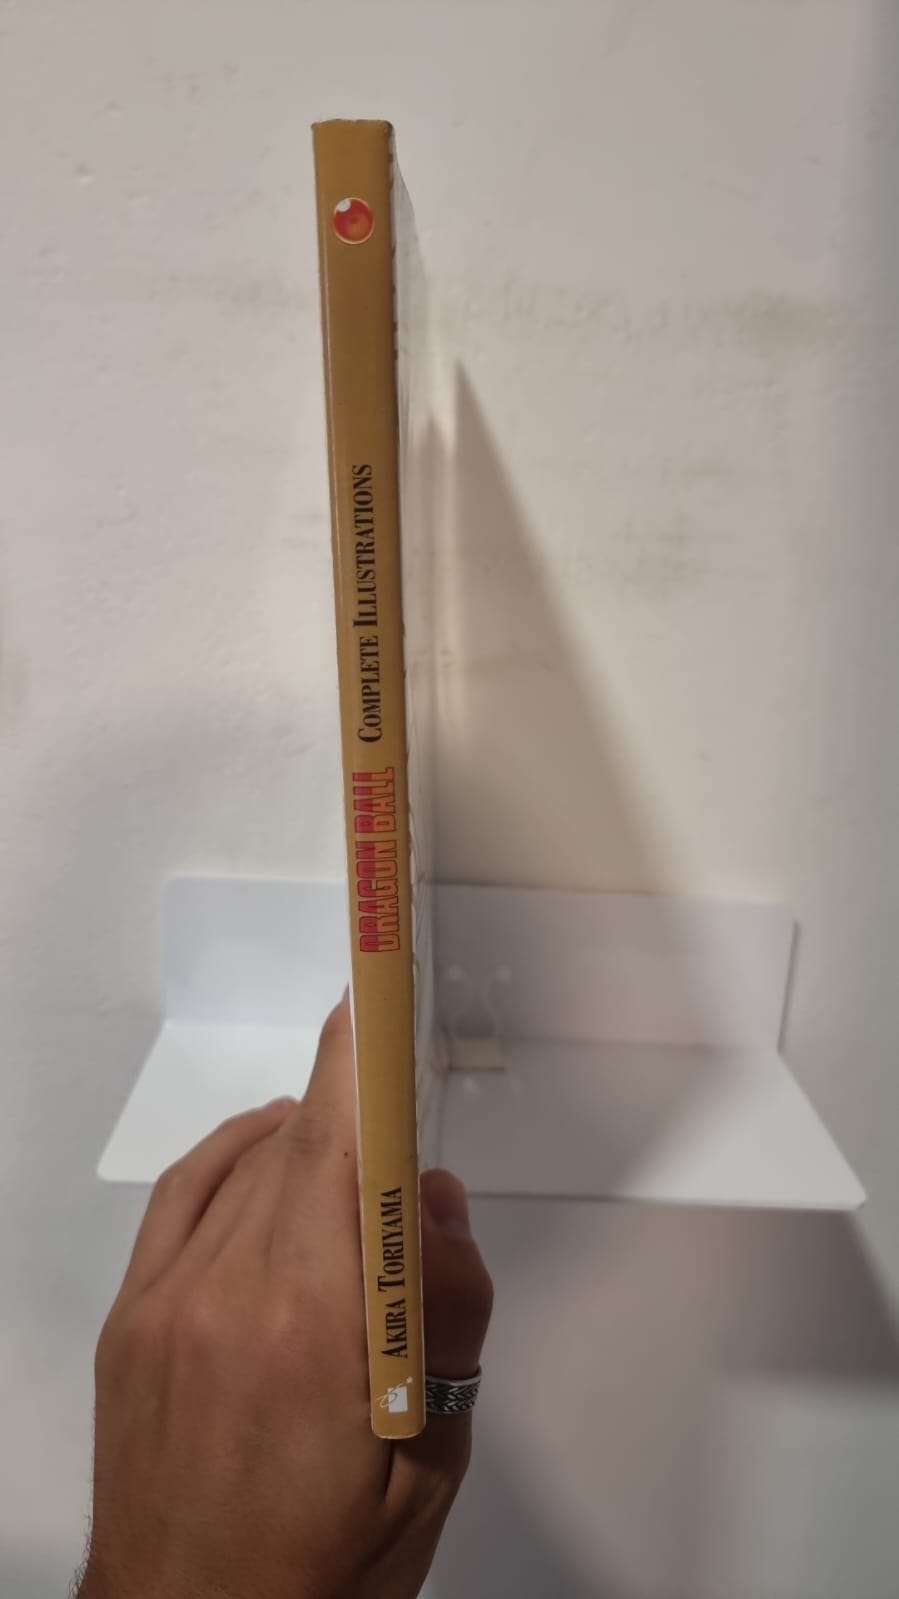 AKIRA TORIYAMA
DRAGON BALL
COMPLETE ILLUSTRATIONS